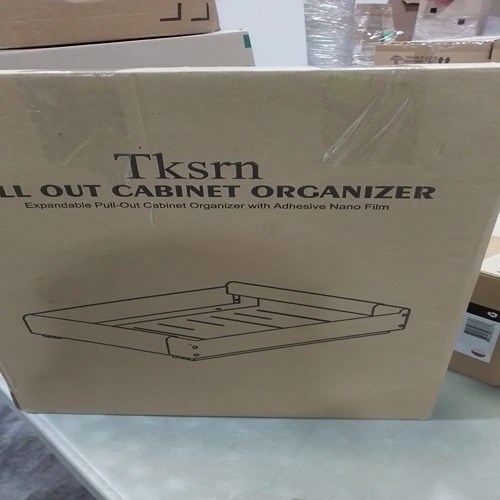 Tksrn
LL OUT CABINET ORGANIZER
Expandable Pull-Out Cabinet Organizer with Adhesive Nano Film